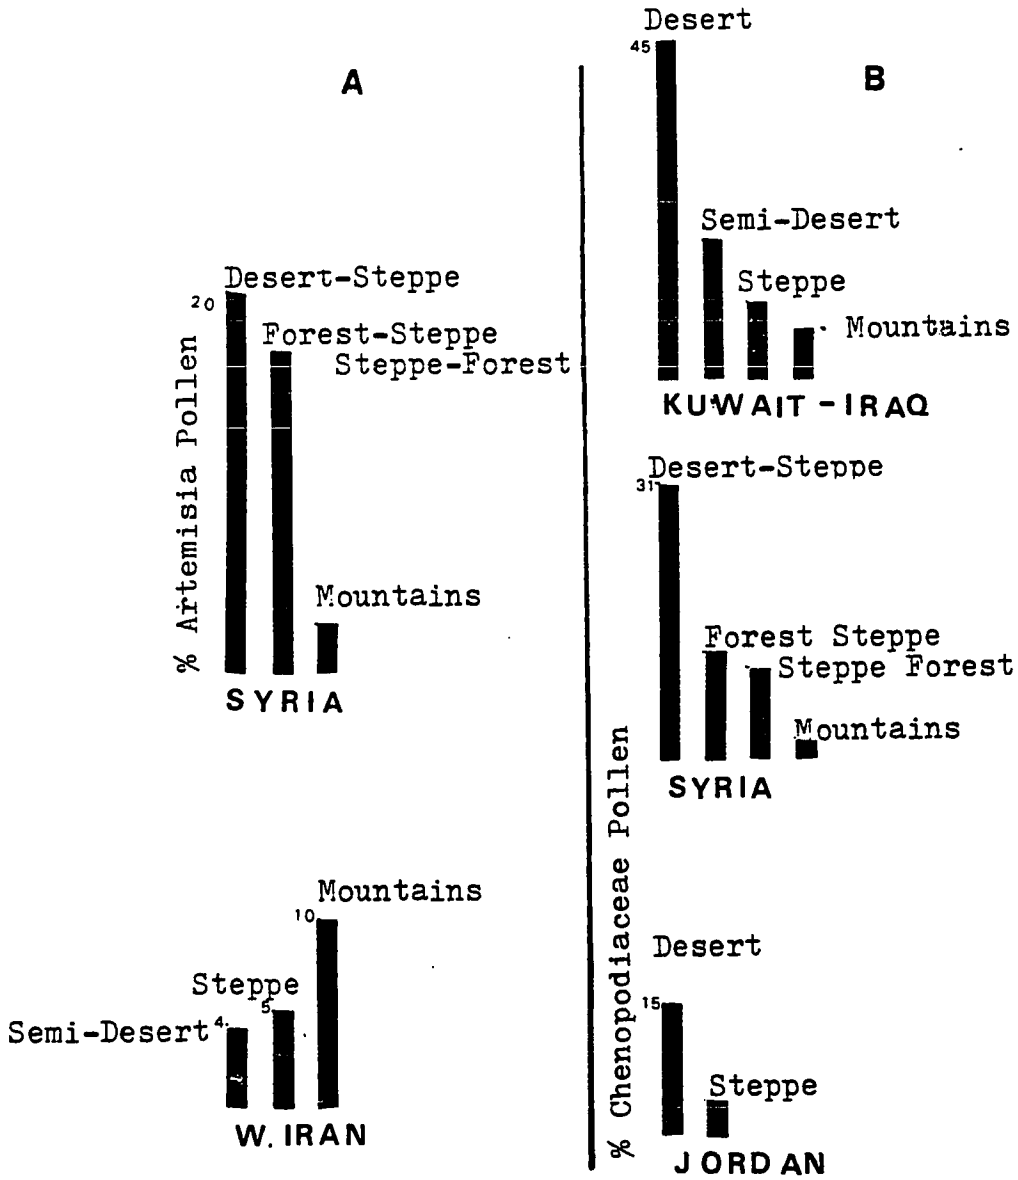 A
Desert-Steppe
20
Forest-Steppe
Steppe-Forest
% Artemisia Pollen
Mountains
SYRIA
Mountains
10
Steppe
5
Semi-Desert
4
W. IRAN
B
Desert
45
Semi-Desert
Steppe
Mountains
KUWAIT-IRAQ
Desert-Steppe
31
Forest Steppe
Steppe Forest
Mountains
SYRIA
% Chenopodiaceae Pollen
Desert
15
Steppe
JORDAN